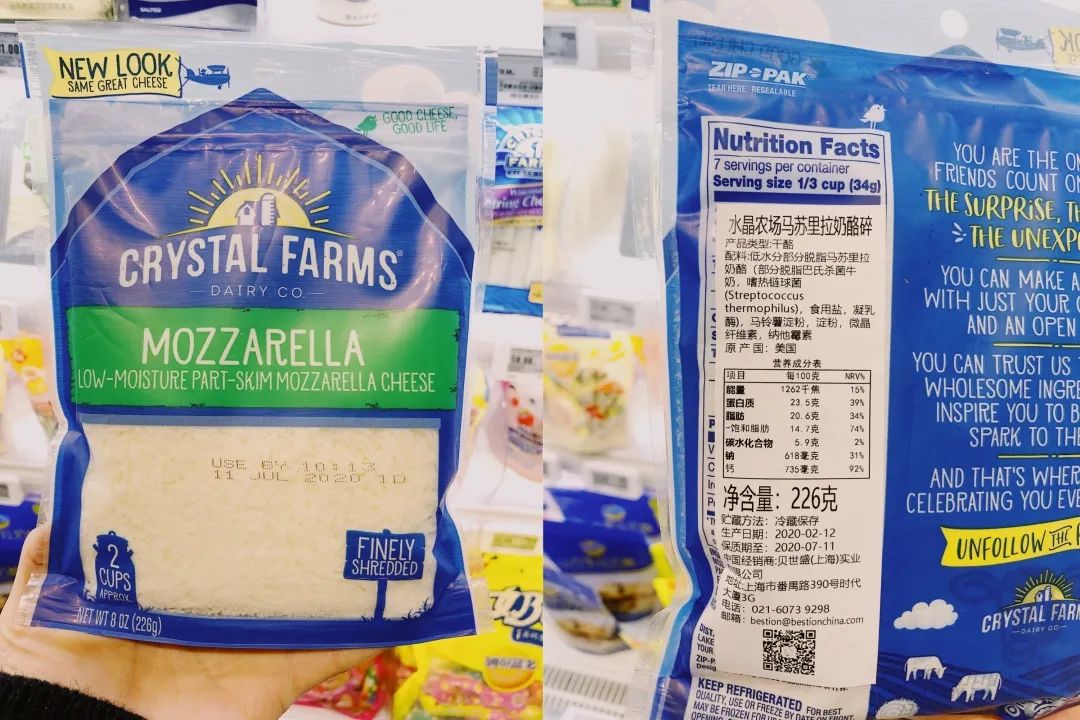 SALTED
NEW LOOK
SAME GREAT CHEESE
GOOD CHEESE,
GOOD LIFE
CRYSTAL FARMS®
DAIRY CO.
MOZZARELLA
LOW-MOISTURE PART-SKIM MOZZARELLA CHEESE
USE BY 10:13
11 JUL 2020 1D
2
CUPS
APPROX.
FINELY
SHREDDED
NET WT 8 OZ (226g)
ZIP-PAK®
TEAR HERE RESEALABLE
Nutrition Facts
7 servings per container
Serving size 1/3 cup (34g)
水晶农场马苏里拉奶酪碎
产品类型:干酪
配料:低水分部分脱脂马苏里拉
奶酪（部分脱脂巴氏杀菌牛
奶，嗜热链球菌
(Streptococcus
thermophilus)，食用盐，凝乳
酶)，马铃薯淀粉，淀粉，微晶
纤维素，纳他霉素
原产国：美国
营养成分表
项目 每100克 NRV%
能量 1262千焦 15%
蛋白质 23.5克 39%
脂肪 20.6克 34%
-饱和脂肪 14.7克 74%
碳水化合物 5.9克 2%
钠 618毫克 31%
钙 735毫克 92%
净含量：226克
贮藏方法：冷藏保存
生产日期：2020-02-12
保质期至：2020-07-11
中国经销商:贝世盛(上海)实业
限公司
地址:上海市番禺路390号时代
大厦3G
电话：021-6073 9298
邮箱：bestion@bestionchina.com
KEEP REFRIGERATED FOR BEST
QUALITY, USE OR FREEZE BY DATE ON FRONT.
YOU ARE THE
FRIENDS COUNT
THE SURPRISE,
THE
YOU CAN MAKE A
WITH JUST YOUR
AND AN OPEN
YOU CAN TRUST US
WHOLESOME
INSPIRE YOU TO
SPARK TO
AND THAT'S
CELEBRATING YOU
UNFOLLOW THE
CRYSTAL
DAIRY CO.